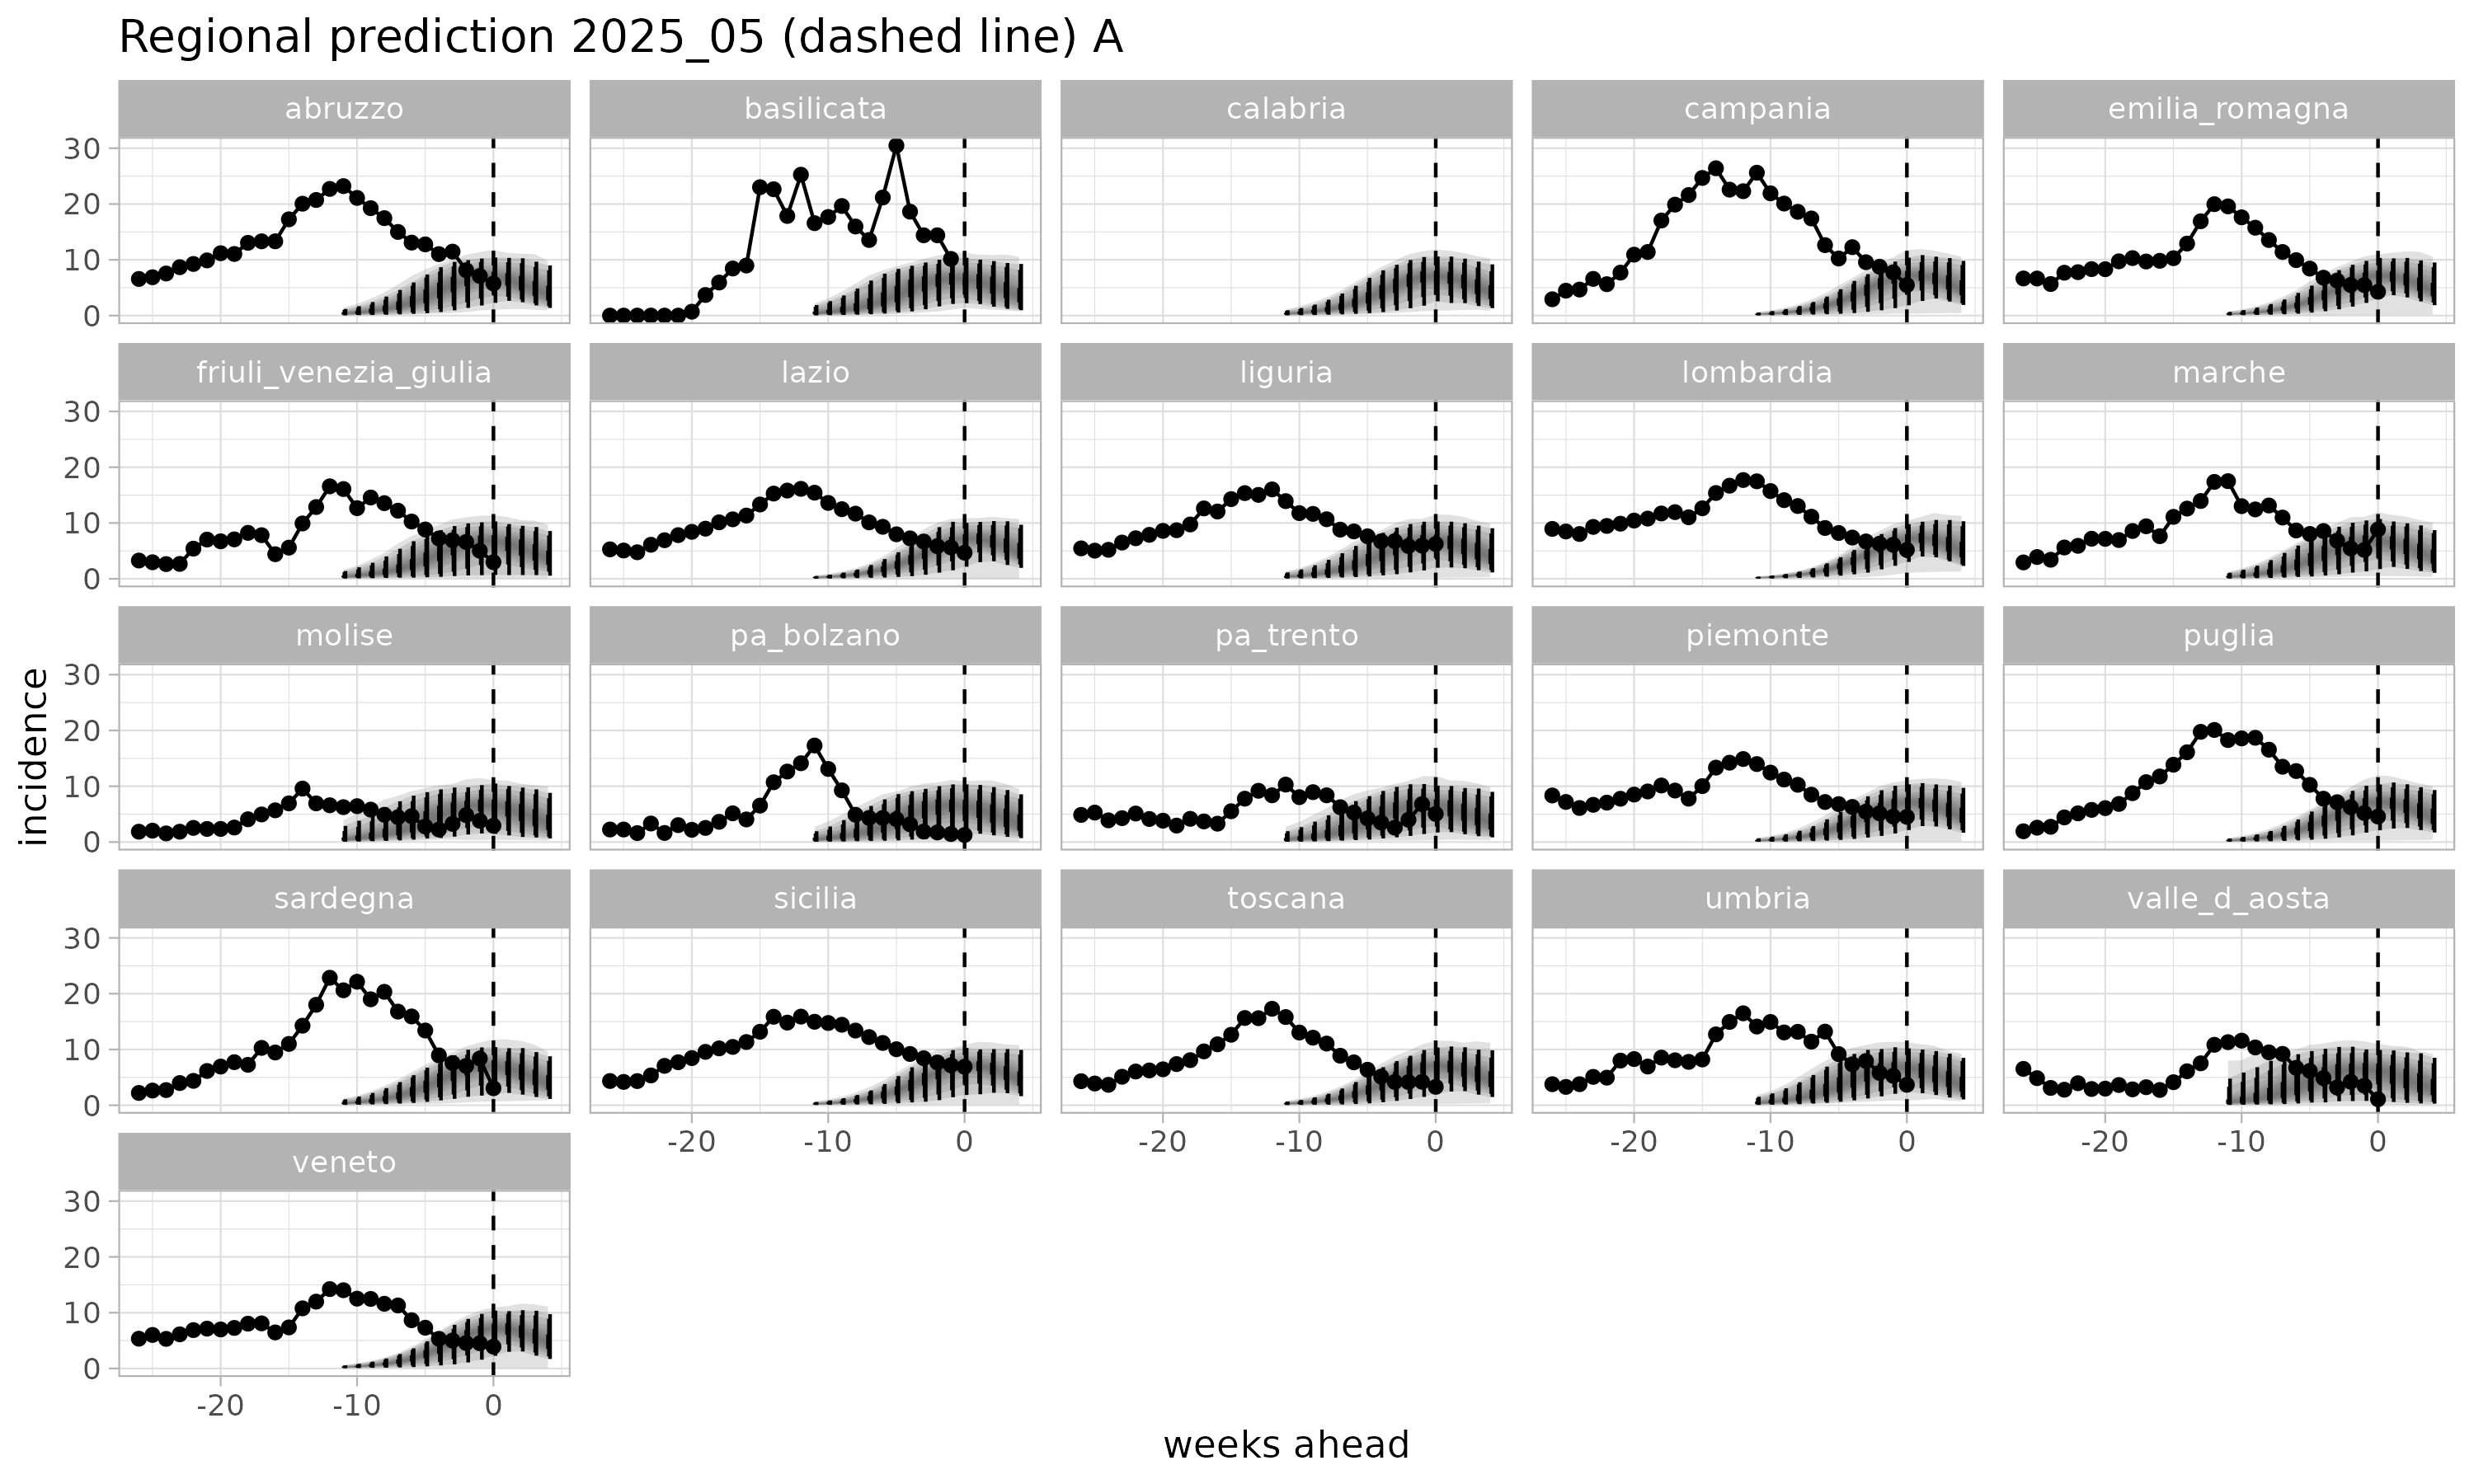 Regional prediction 2025_05 (dashed line) A
abruzzo
basilicata
calabria
campania
emilia_romagna
30
20
10
0
friuli_venezia_giulia
lazio
liguria
lombardia
marche
30
20
10
0
molise
pa_bolzano
pa_trento
piemonte
puglia
incidence
30
20
10
0
sardegna
sicilia
toscana
umbria
valle_d_aosta
30
20
10
0
-20 -10 0
-20 -10 0
-20 -10 0
-20 -10 0
veneto
30
20
10
0
-20 -10 0
weeks ahead